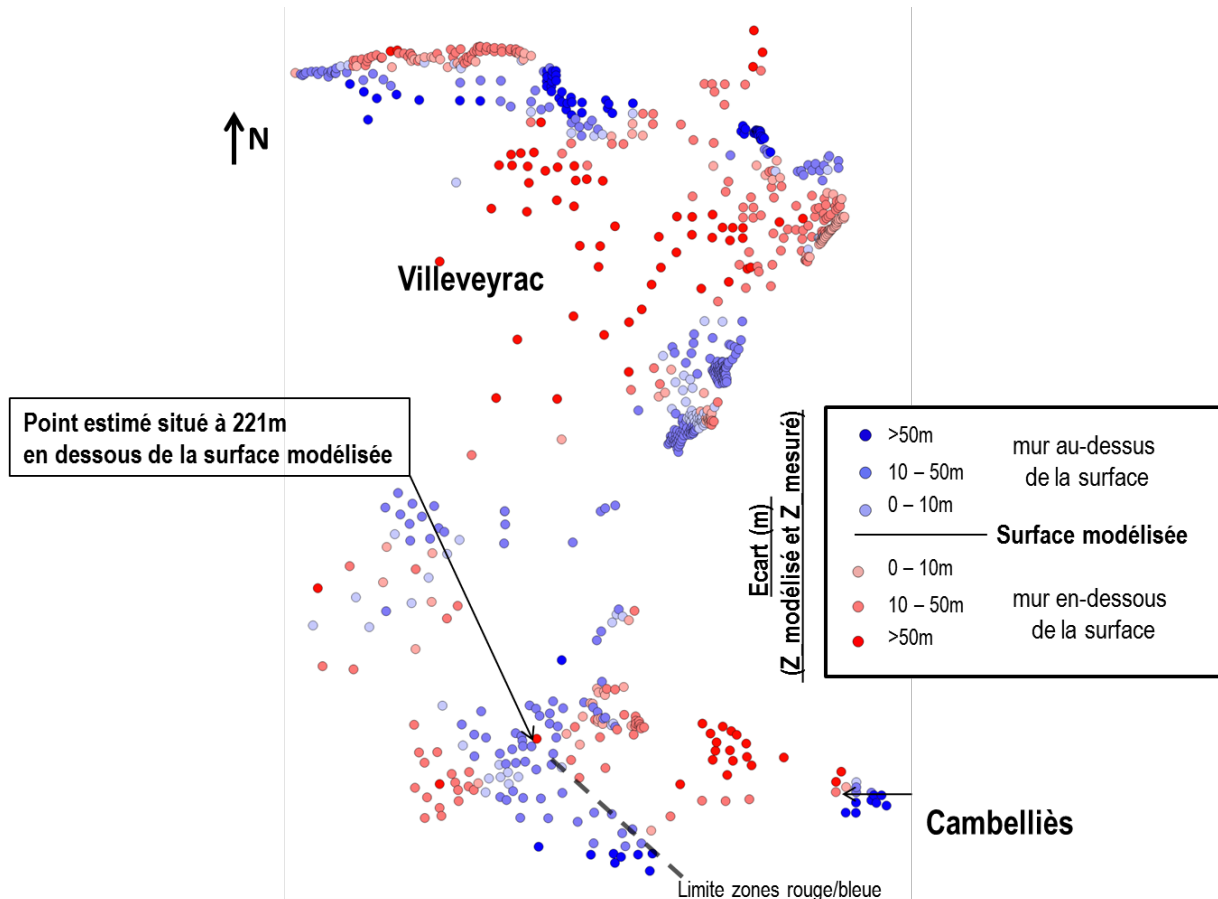 N
Villeveyrac
Point estimé situé à 221m
en dessous de la surface modélisée
Ecart (m)
(Z_modélisé et Z_mesuré)
>50m
10 – 50m
0 – 10m
mur au-dessus
de la surface
Surface modélisée
0 – 10m
10 – 50m
>50m
mur en-dessous
de la surface
Cambelliès
Limite zones rouge/bleue